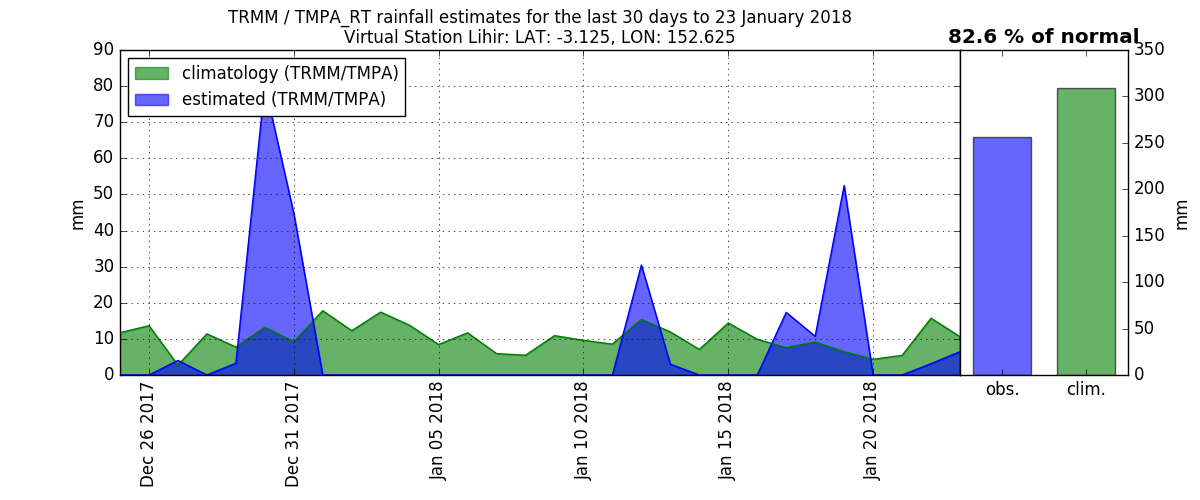 TRMM / TMPA_RT rainfall estimates for the last 30 days to 23 January 2018
Virtual Station Lihir: LAT: -3.125, LON: 152.625
82.6 % of normal
climatology (TRMM/TMPA)
estimated (TRMM/TMPA)
90
80
70
60
50
40
30
20
10
0
mm
350
300
250
200
150
100
50
0
mm
obs.
clim.
Dec 26 2017
Dec 31 2017
Jan 05 2018
Jan 10 2018
Jan 15 2018
Jan 20 2018